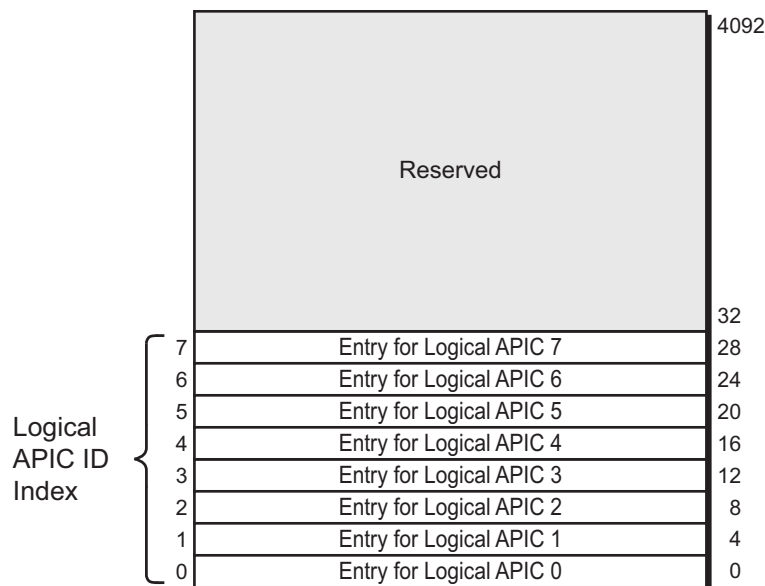 4092
Reserved
32
7 Entry for Logical APIC 7 28
6 Entry for Logical APIC 6 24
5 Entry for Logical APIC 5 20
4 Entry for Logical APIC 4 16
3 Entry for Logical APIC 3 12
2 Entry for Logical APIC 2 8
1 Entry for Logical APIC 1 4
0 Entry for Logical APIC 0 0
Logical
APIC ID
Index